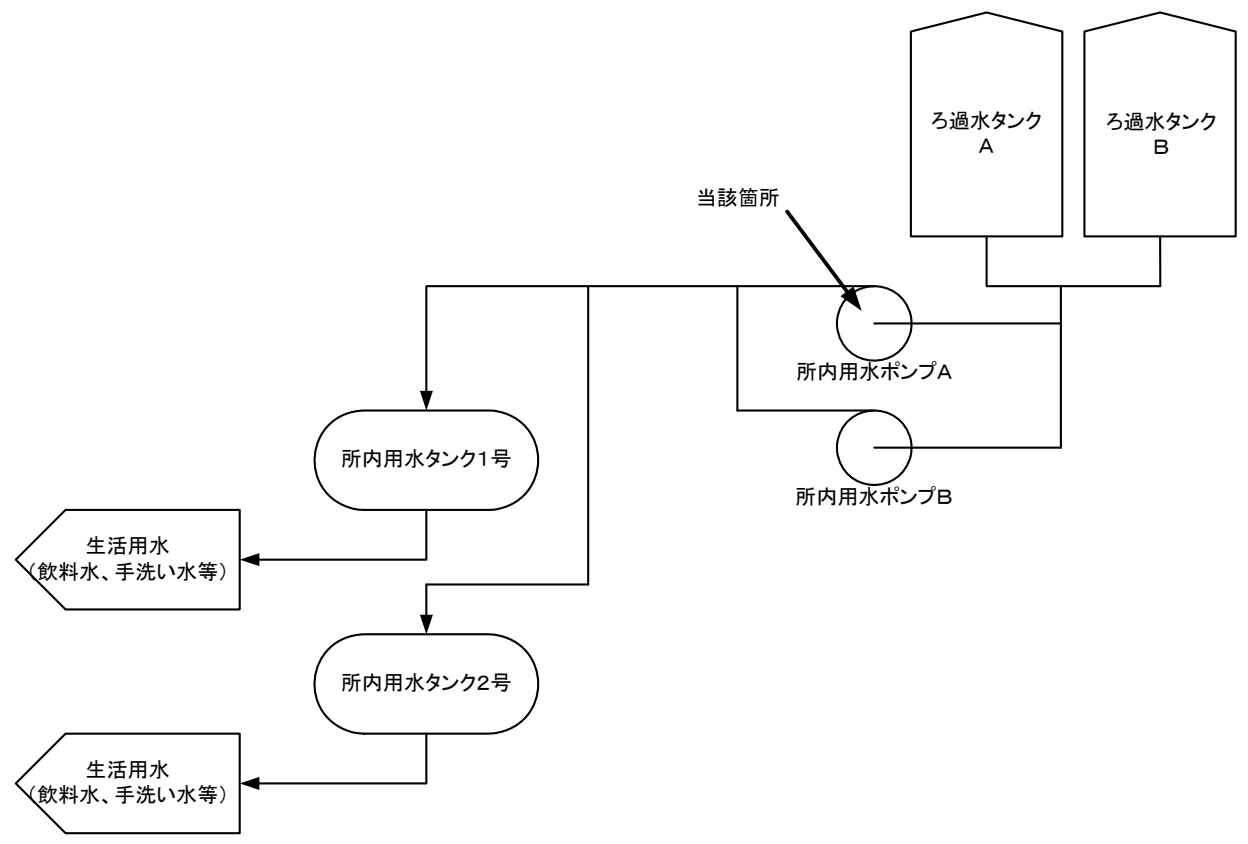 ろ過水タンク
A
ろ過水タンク
B
当該箇所
所内用水ポンプA
所内用水ポンプB
所内用水タンク1号
生活用水
(飲料水、手洗い水等)
所内用水タンク2号
生活用水
(飲料水、手洗い水等)